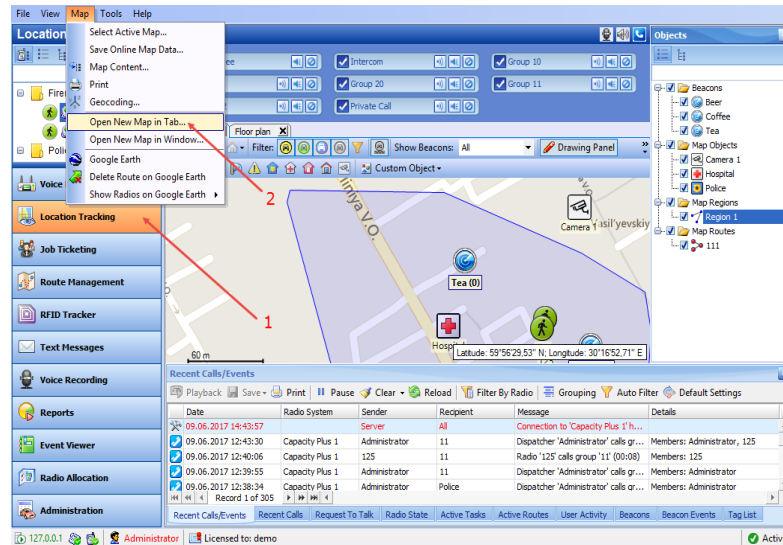 File View Map Tools Help
Location
Objects
Select Active Map...
Save Online Map Data...
Map Content...
Print
Geocoding...
Open New Map in Tab...
Open New Map in Window...
Google Earth
Delete Route on Google Earth
Show Radios on Google Earth
Intercom
Group 10
Group 20
Group 11
Private Call
Floor plan X
Filter:
Show Beacons: All
Drawing Panel
Custom Object
Beacons
Beer
Coffee
Tea
Map Objects
Camera 1
Hospital
Police
Map Regions
Region 1
Map Routes
111
Voice
Location Tracking
Job Ticketing
Route Management
RFID Tracker
Text Messages
Voice Recording
Reports
Event Viewer
Radio Allocation
Administration
2
1
liniya V.O.
Camera 1
Tea (0)
Latitude: 59°56'29,53" N; Longitude: 30°16'52,71" E
60 m
Recent Calls/Events
Playback Save Print Pause Clear Reload Filter By Radio Grouping Auto Filter Default Settings
Date Radio System Sender Recipient Message Details
09.06.2017 14:43:57 Server All Connection to 'Capacity Plus 1' h...
09.06.2017 12:43:30 Capacity Plus 1 Administrator 11 Dispatcher 'Administrator' calls gr... Members: Administrator, 125
09.06.2017 12:40:06 Capacity Plus 1 125 11 Radio '125' calls group '11' (00:08) Members: 125
09.06.2017 12:39:55 Capacity Plus 1 Administrator 11 Dispatcher 'Administrator' calls gr... Members: Administrator
09.06.2017 12:38:34 Capacity Plus 1 Administrator Police Dispatcher 'Administrator' calls gr... Members: Administrator
Record 1 of 305
Recent Calls/Events Recent Calls Request To Talk Radio State Active Tasks Active Routes User Activity Beacons Beacon Events Tag List
127.0.0.1 Administrator Licensed to: demo Activ